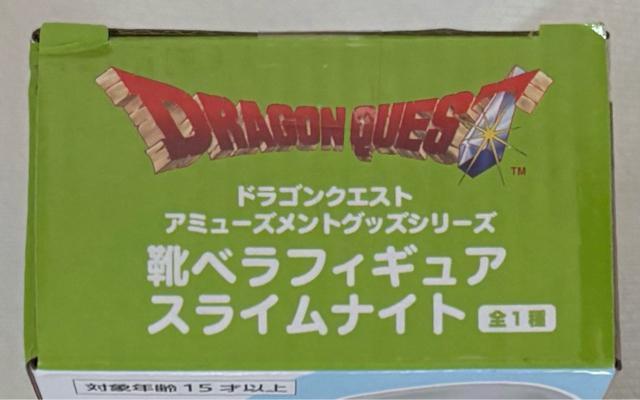 DRAGON QUEST
TM
ドラゴンクエスト
アミューズメントグッズシリーズ
靴ベラフィギュア
スライムナイト 全1種
対象年齢15才以上